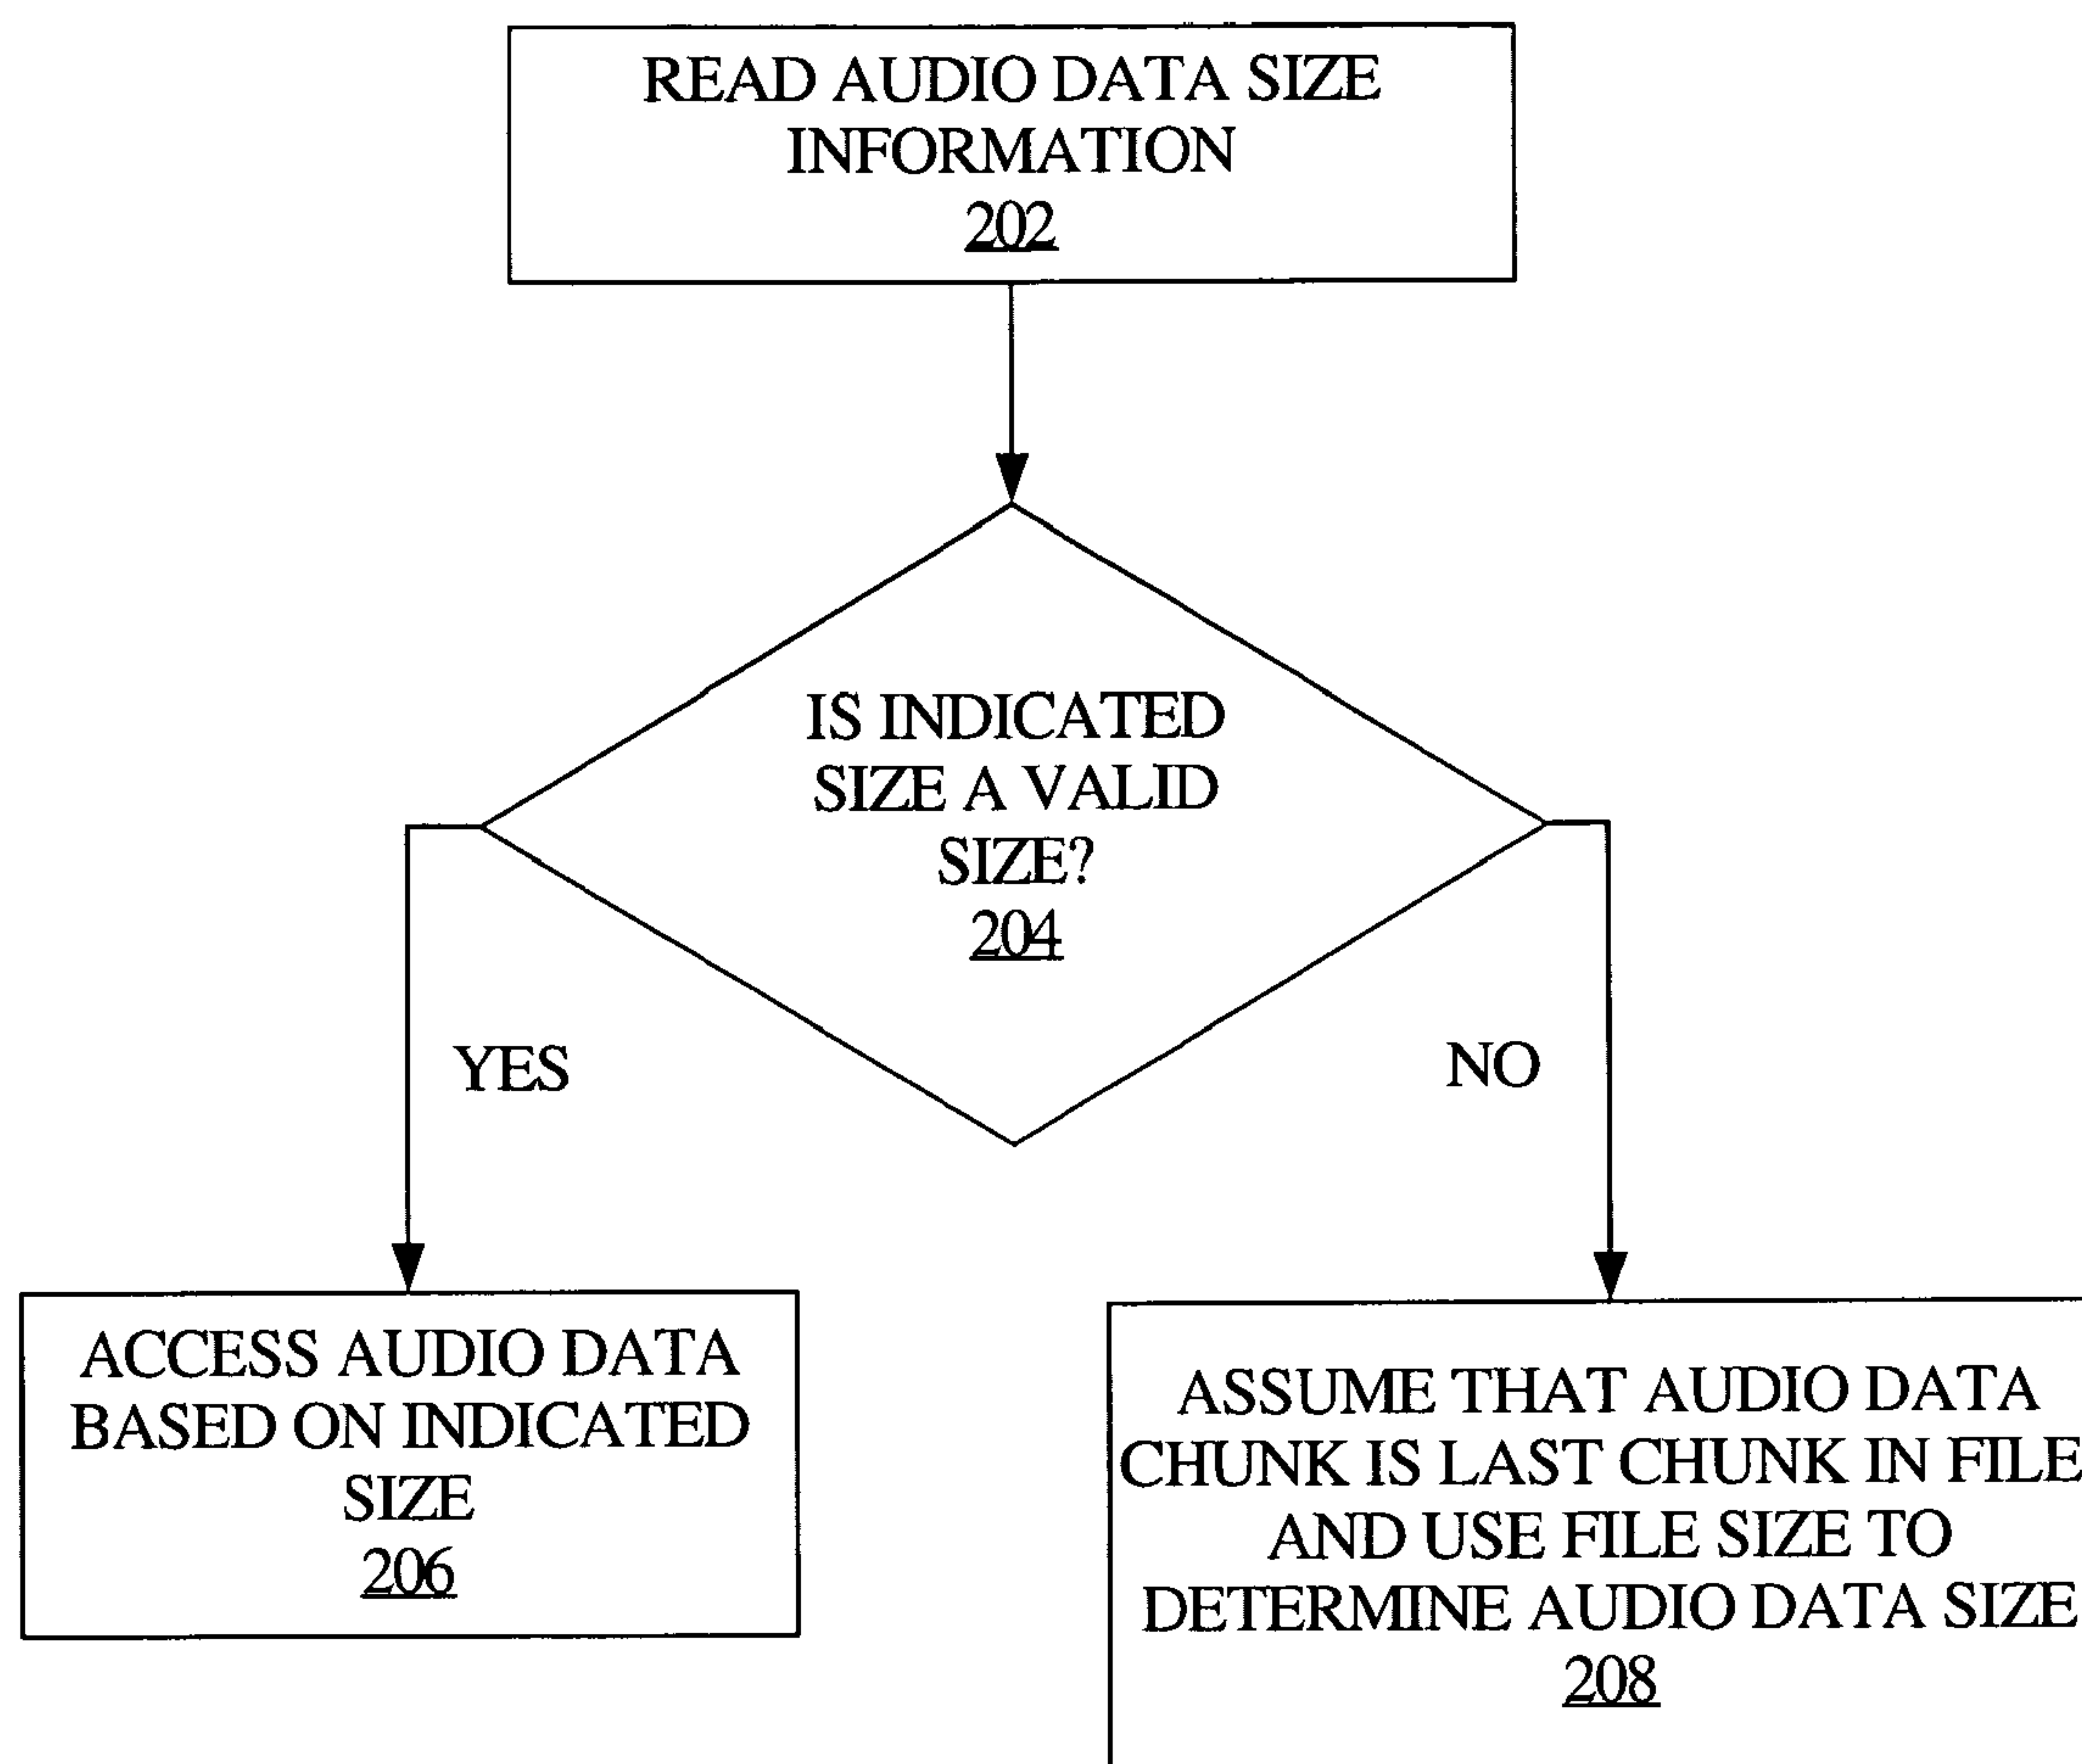 READ AUDIO DATA SIZE
INFORMATION
202
IS INDICATED
SIZE A VALID
SIZE?
204
YES
NO
ACCESS AUDIO DATA
BASED ON INDICATED
SIZE
206
ASSUME THAT AUDIO DATA
CHUNK IS LAST CHUNK IN FILE
AND USE FILE SIZE TO
DETERMINE AUDIO DATA SIZE
208